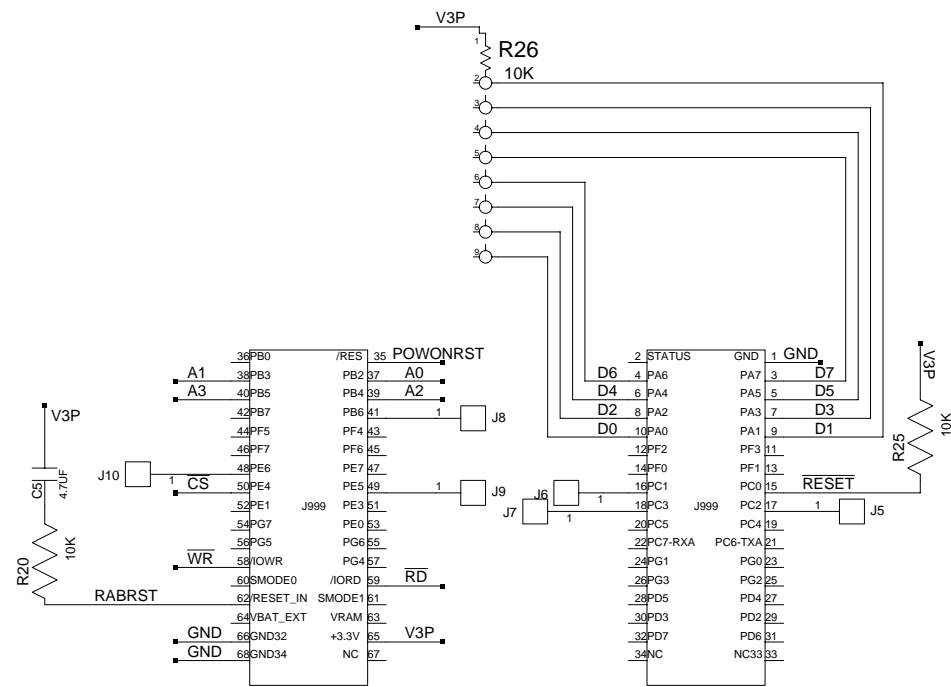 V3P
1
R26
2
10K
3
4
5
6
7
8
9
36 PB0 /RES 35 POWONRST
A1 38 PB3 PB2 37 A0
A3 40 PB5 PB4 39 A2
42 PB7 PB6 41 1 J8
44 PF5 PF4 43
46 PF7 PF6 45
J10 1 48 PE6 PE7 47
CS 50 PE4 PE5 49 1 J9
52 PE1 J999 PE3 51
54 PG7 PE0 53
56 PG5 PG6 55
WR 58 /IOWR PG4 57
60 SMODE0 /IORD 59 RD
RABRST 62 /RESET_IN SMODE1 61
64 VBAT_EXT VRAM 63
GND 66 GND32 +3.3V 65 V3P
GND 68 GND34 NC 67
V3P
C5
4.7UF
R20
10K
2 STATUS GND 1 GND
D6 4 PA6 PA7 3 D7
D4 6 PA4 PA5 5 D5
D2 8 PA2 PA3 7 D3
D0 10 PA0 PA1 9 D1
12 PF2 PF3 11
14 PF0 PF1 13
J6 1 16 PC1 PC0 15 RESET
J7 1 18 PC3 J999 PC2 17 1 J5
20 PC5 PC4 19
22 PC7-RXA PC6-TXA 21
24 PG1 PG0 23
26 PG3 PG2 25
28 PD5 PD4 27
30 PD3 PD2 29
32 PD7 PD6 31
34 NC NC33 33
V3P
R25
10K